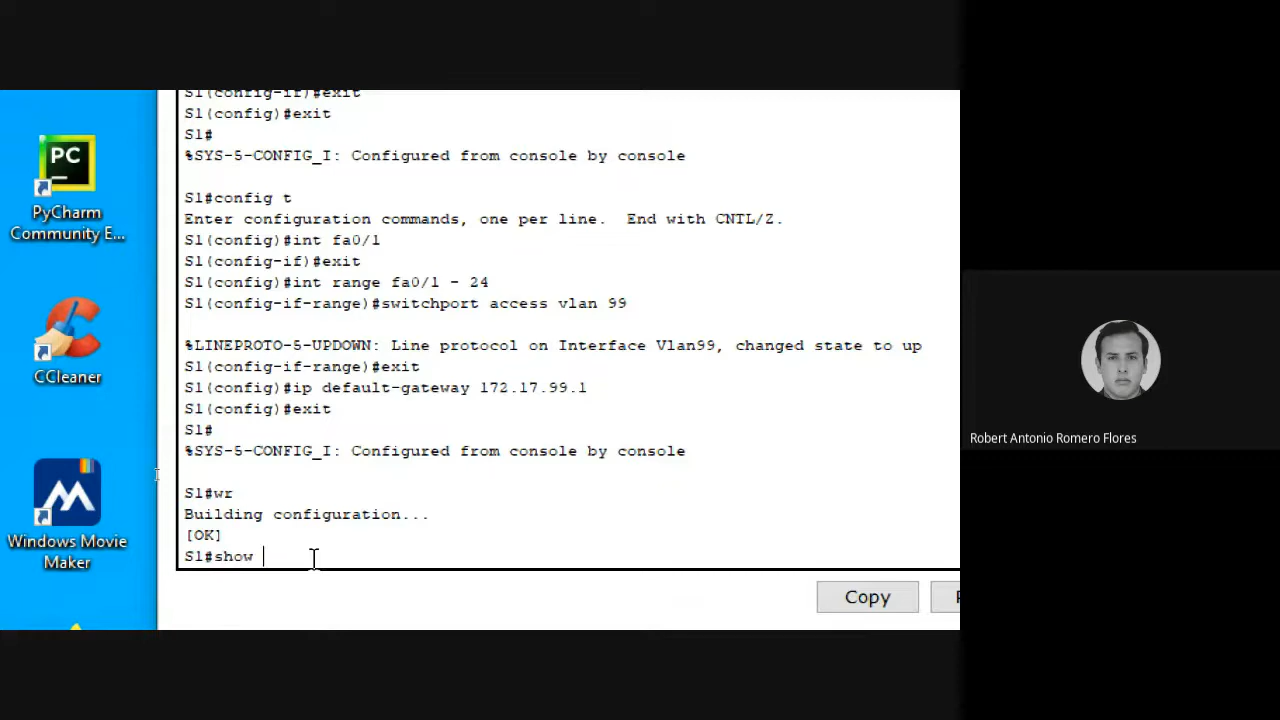 S1(config-if)#exit
S1(config)#exit
S1#
%SYS-5-CONFIG_I: Configured from console by console
S1#config t
Enter configuration commands, one per line.  End with CNTL/Z.
S1(config)#int fa0/1
S1(config-if)#exit
S1(config)#int range fa0/1 - 24
S1(config-if-range)#switchport access vlan 99
%LINEPROTO-5-UPDOWN: Line protocol on Interface Vlan99, changed state to up
S1(config-if-range)#exit
S1(config)#ip default-gateway 172.17.99.1
S1(config)#exit
S1#
%SYS-5-CONFIG_I: Configured from console by console
S1#wr
Building configuration...
[OK]
S1#show
Copy
PC
PyCharm
Community E...
CCleaner
Windows Movie
Maker
Robert Antonio Romero Flores